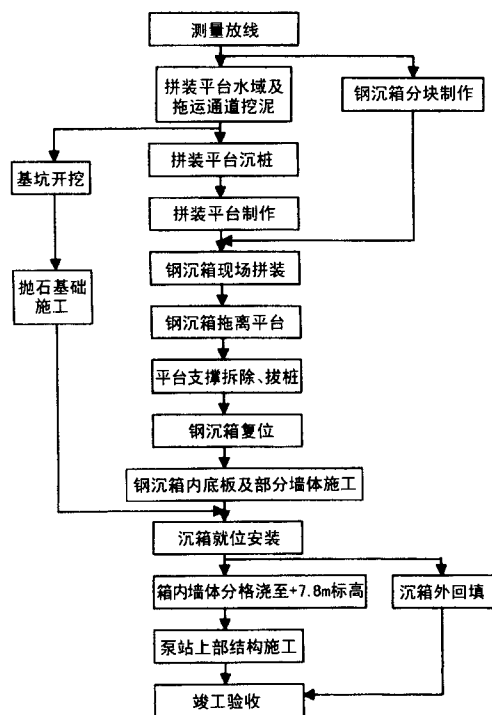 测量放线
拼装平台水域及
拖运通道挖泥
钢沉箱分块制作
基坑开挖
拼装平台沉桩
拼装平台制作
抛石基础
施工
钢沉箱现场拼装
钢沉箱拖离平台
平台支撑拆除、拔桩
钢沉箱复位
钢沉箱内底板及部分墙体施工
沉箱就位安装
箱内墙体分格浇至+7.8m标高
沉箱外回填
泵站上部结构施工
竣工验收